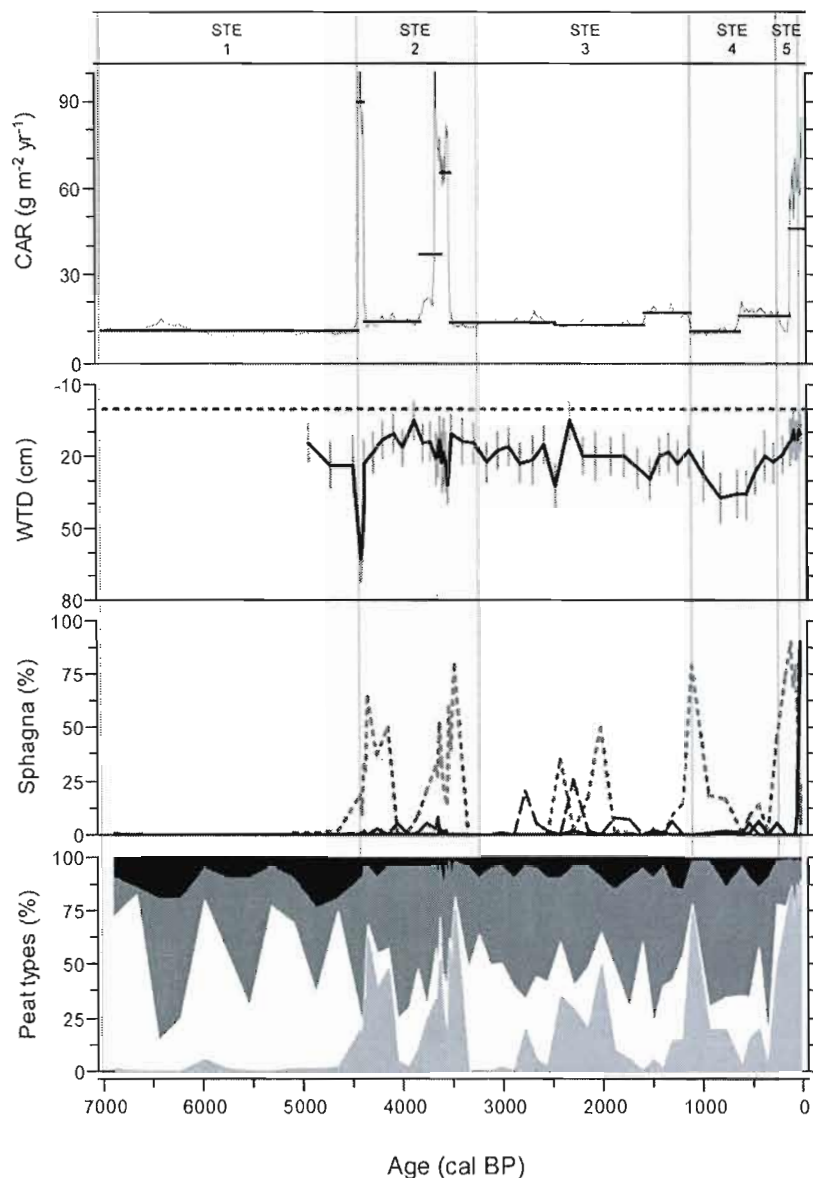 STE STE STE STE STE
1 2 3 4 5
CAR (g m⁻² yr⁻¹)
90
60
30
0
WTD (cm)
-10
20
50
80
Sphagna (%)
100
75
50
25
0
Peat types (%)
100
75
50
25
0
7000 6000 5000 4000 3000 2000 1000 0
Age (cal BP)